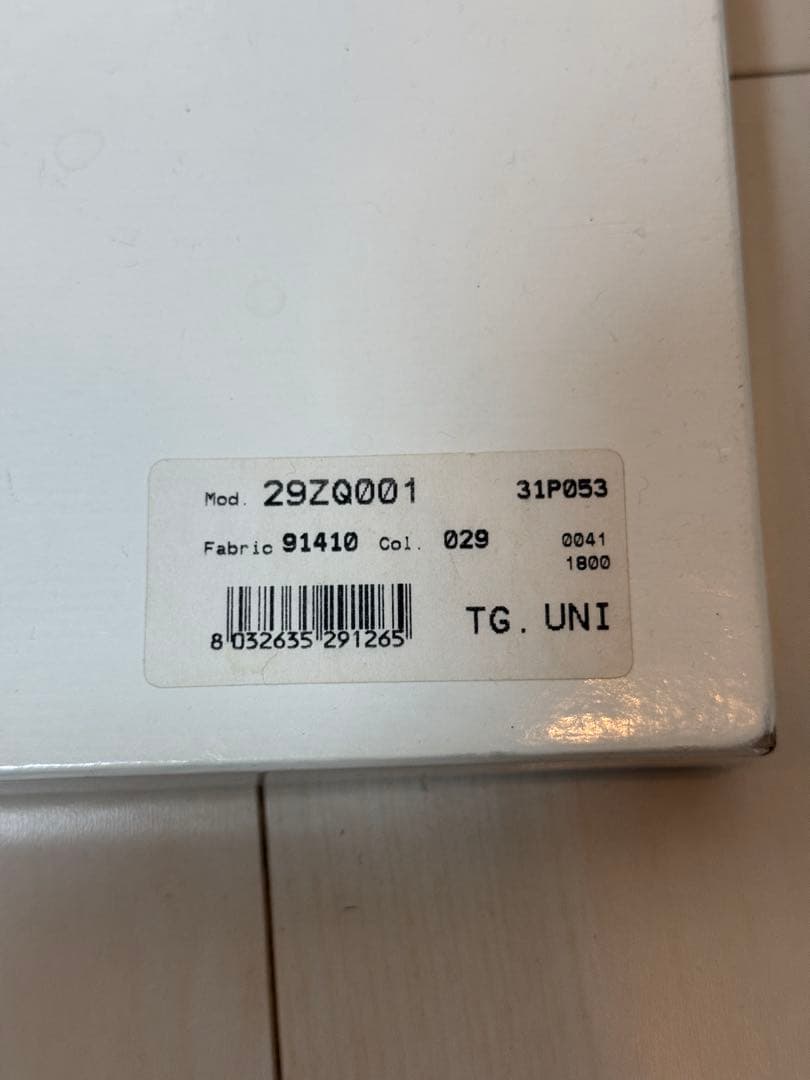 Mod. 29ZQ001 31P053
Fabric 91410 Col. 029 0041
1800
8 032635 291265
TG. UNI